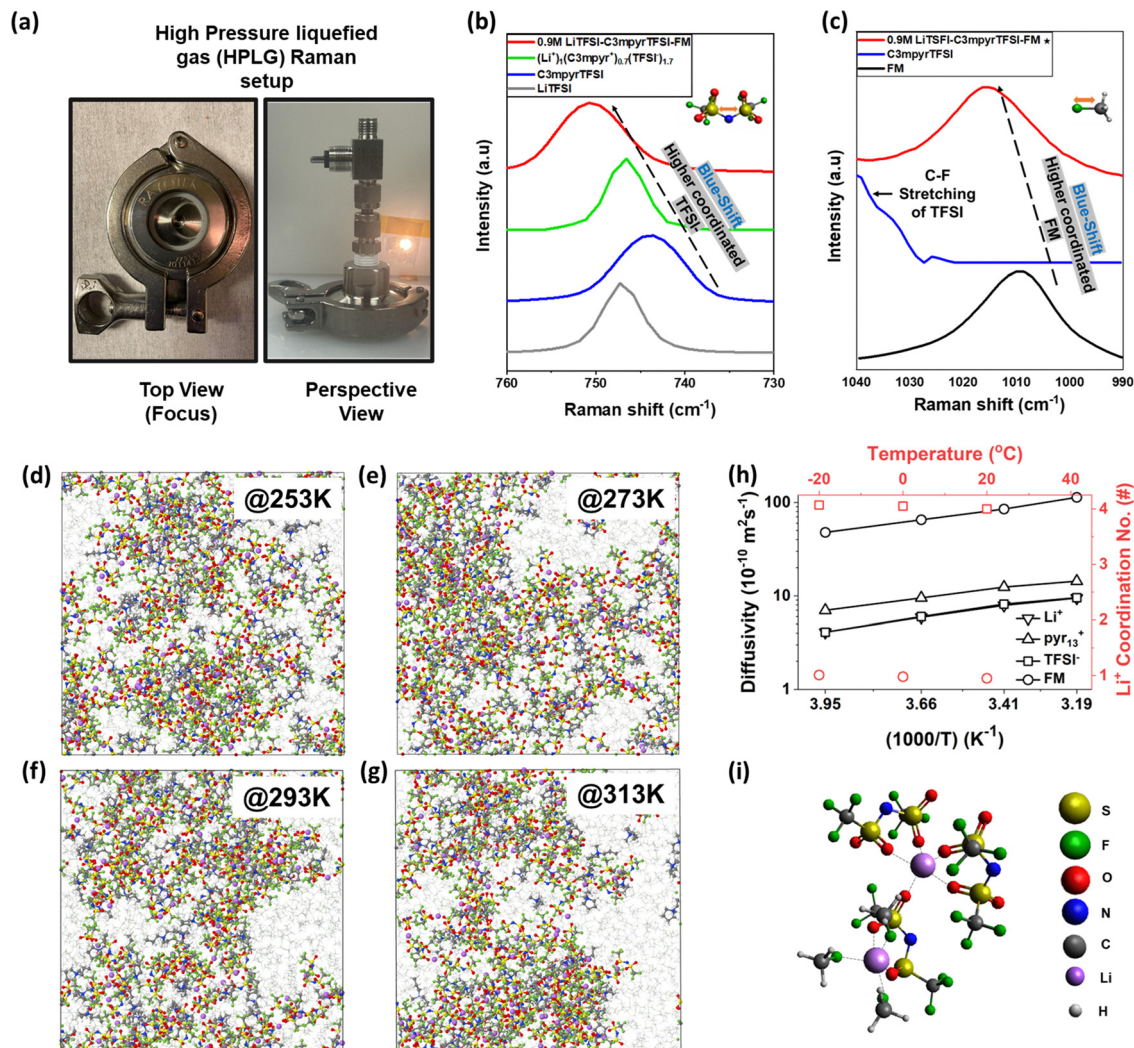 (a)
High Pressure liquefied
gas (HPLG) Raman
setup
Top View
(Focus)
Perspective
View
(b)
0.9M LiTFSI-C3mpyrTFSI-FM
(Li⁺)₁(C3mpyr⁺)₀.₇(TFSI⁻)₁.₇
C3mpyrTFSI
LiTFSI
Blue-Shift
Higher coordinated
TFSI-
Intensity (a.u)
760 750 740 730
Raman shift (cm⁻¹)
(c)
0.9M LiTSFI-C3mpyrTFSI-FM ★
C3mpyrTFSI
FM
C-F
Stretching
of TFSI
Blue-Shift
Higher coordinated
FM
Intensity (a.u)
1040 1030 1020 1010 1000 990
Raman shift (cm⁻¹)
(d)
@253K
(e)
@273K
(f)
@293K
(g)
@313K
(h)
Temperature (°C)
-20 0 20 40
Diffusivity (10⁻¹⁰ m²s⁻¹)
100
10
1
Li⁺
pyr₁₃⁺
TFSI⁻
FM
4
3
2
1
Li⁺ Coordination No. (#)
3.95 3.66 3.41 3.19
(1000/T) (K⁻¹)
(i)
S
F
O
N
C
Li
H